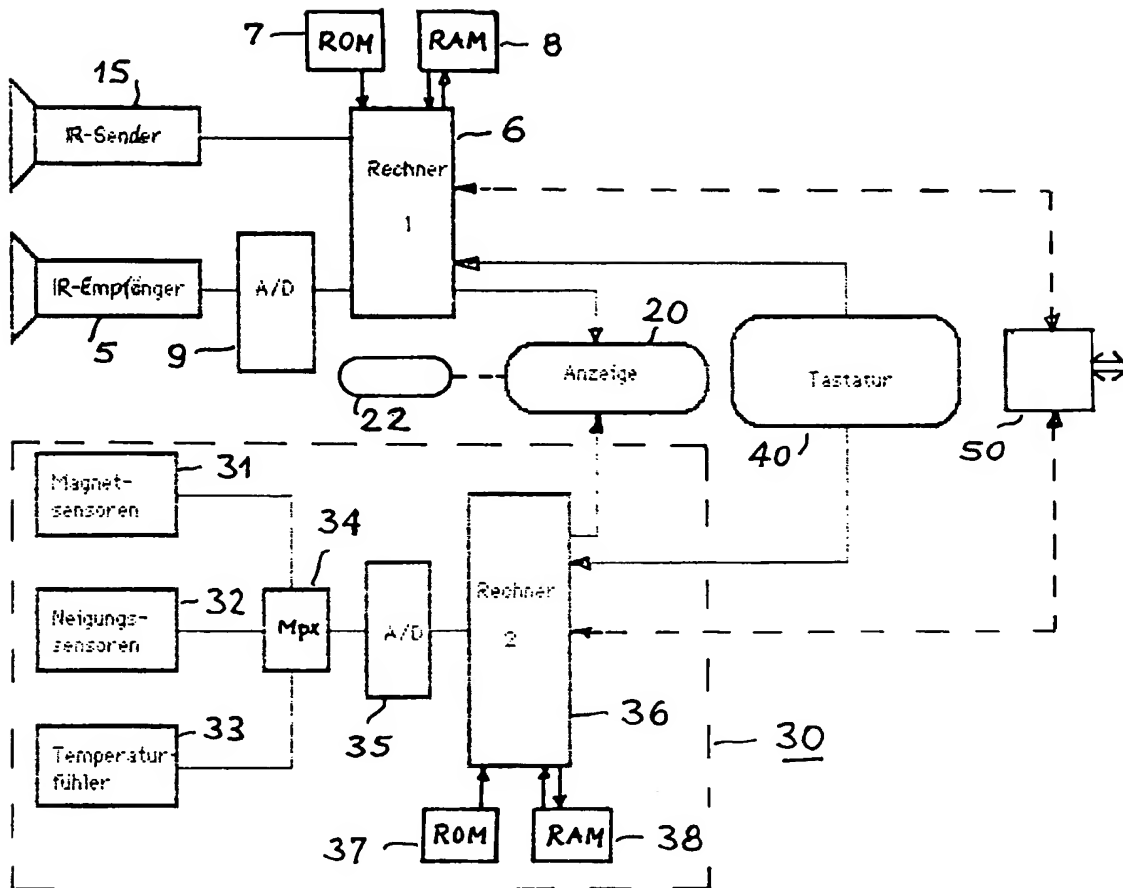 7
ROM
RAM
8
15
IR-Sender
6
Rechner
1
IR-Empfänger
A/D
5
9
20
Anzeige
22
Tastatur
40
50
Magnet-
sensoren
31
34
Neigungs-
sensoren
32
Mpx
A/D
Rechner
2
35
36
Temperatur-
fühler
33
30
37
ROM
RAM
38